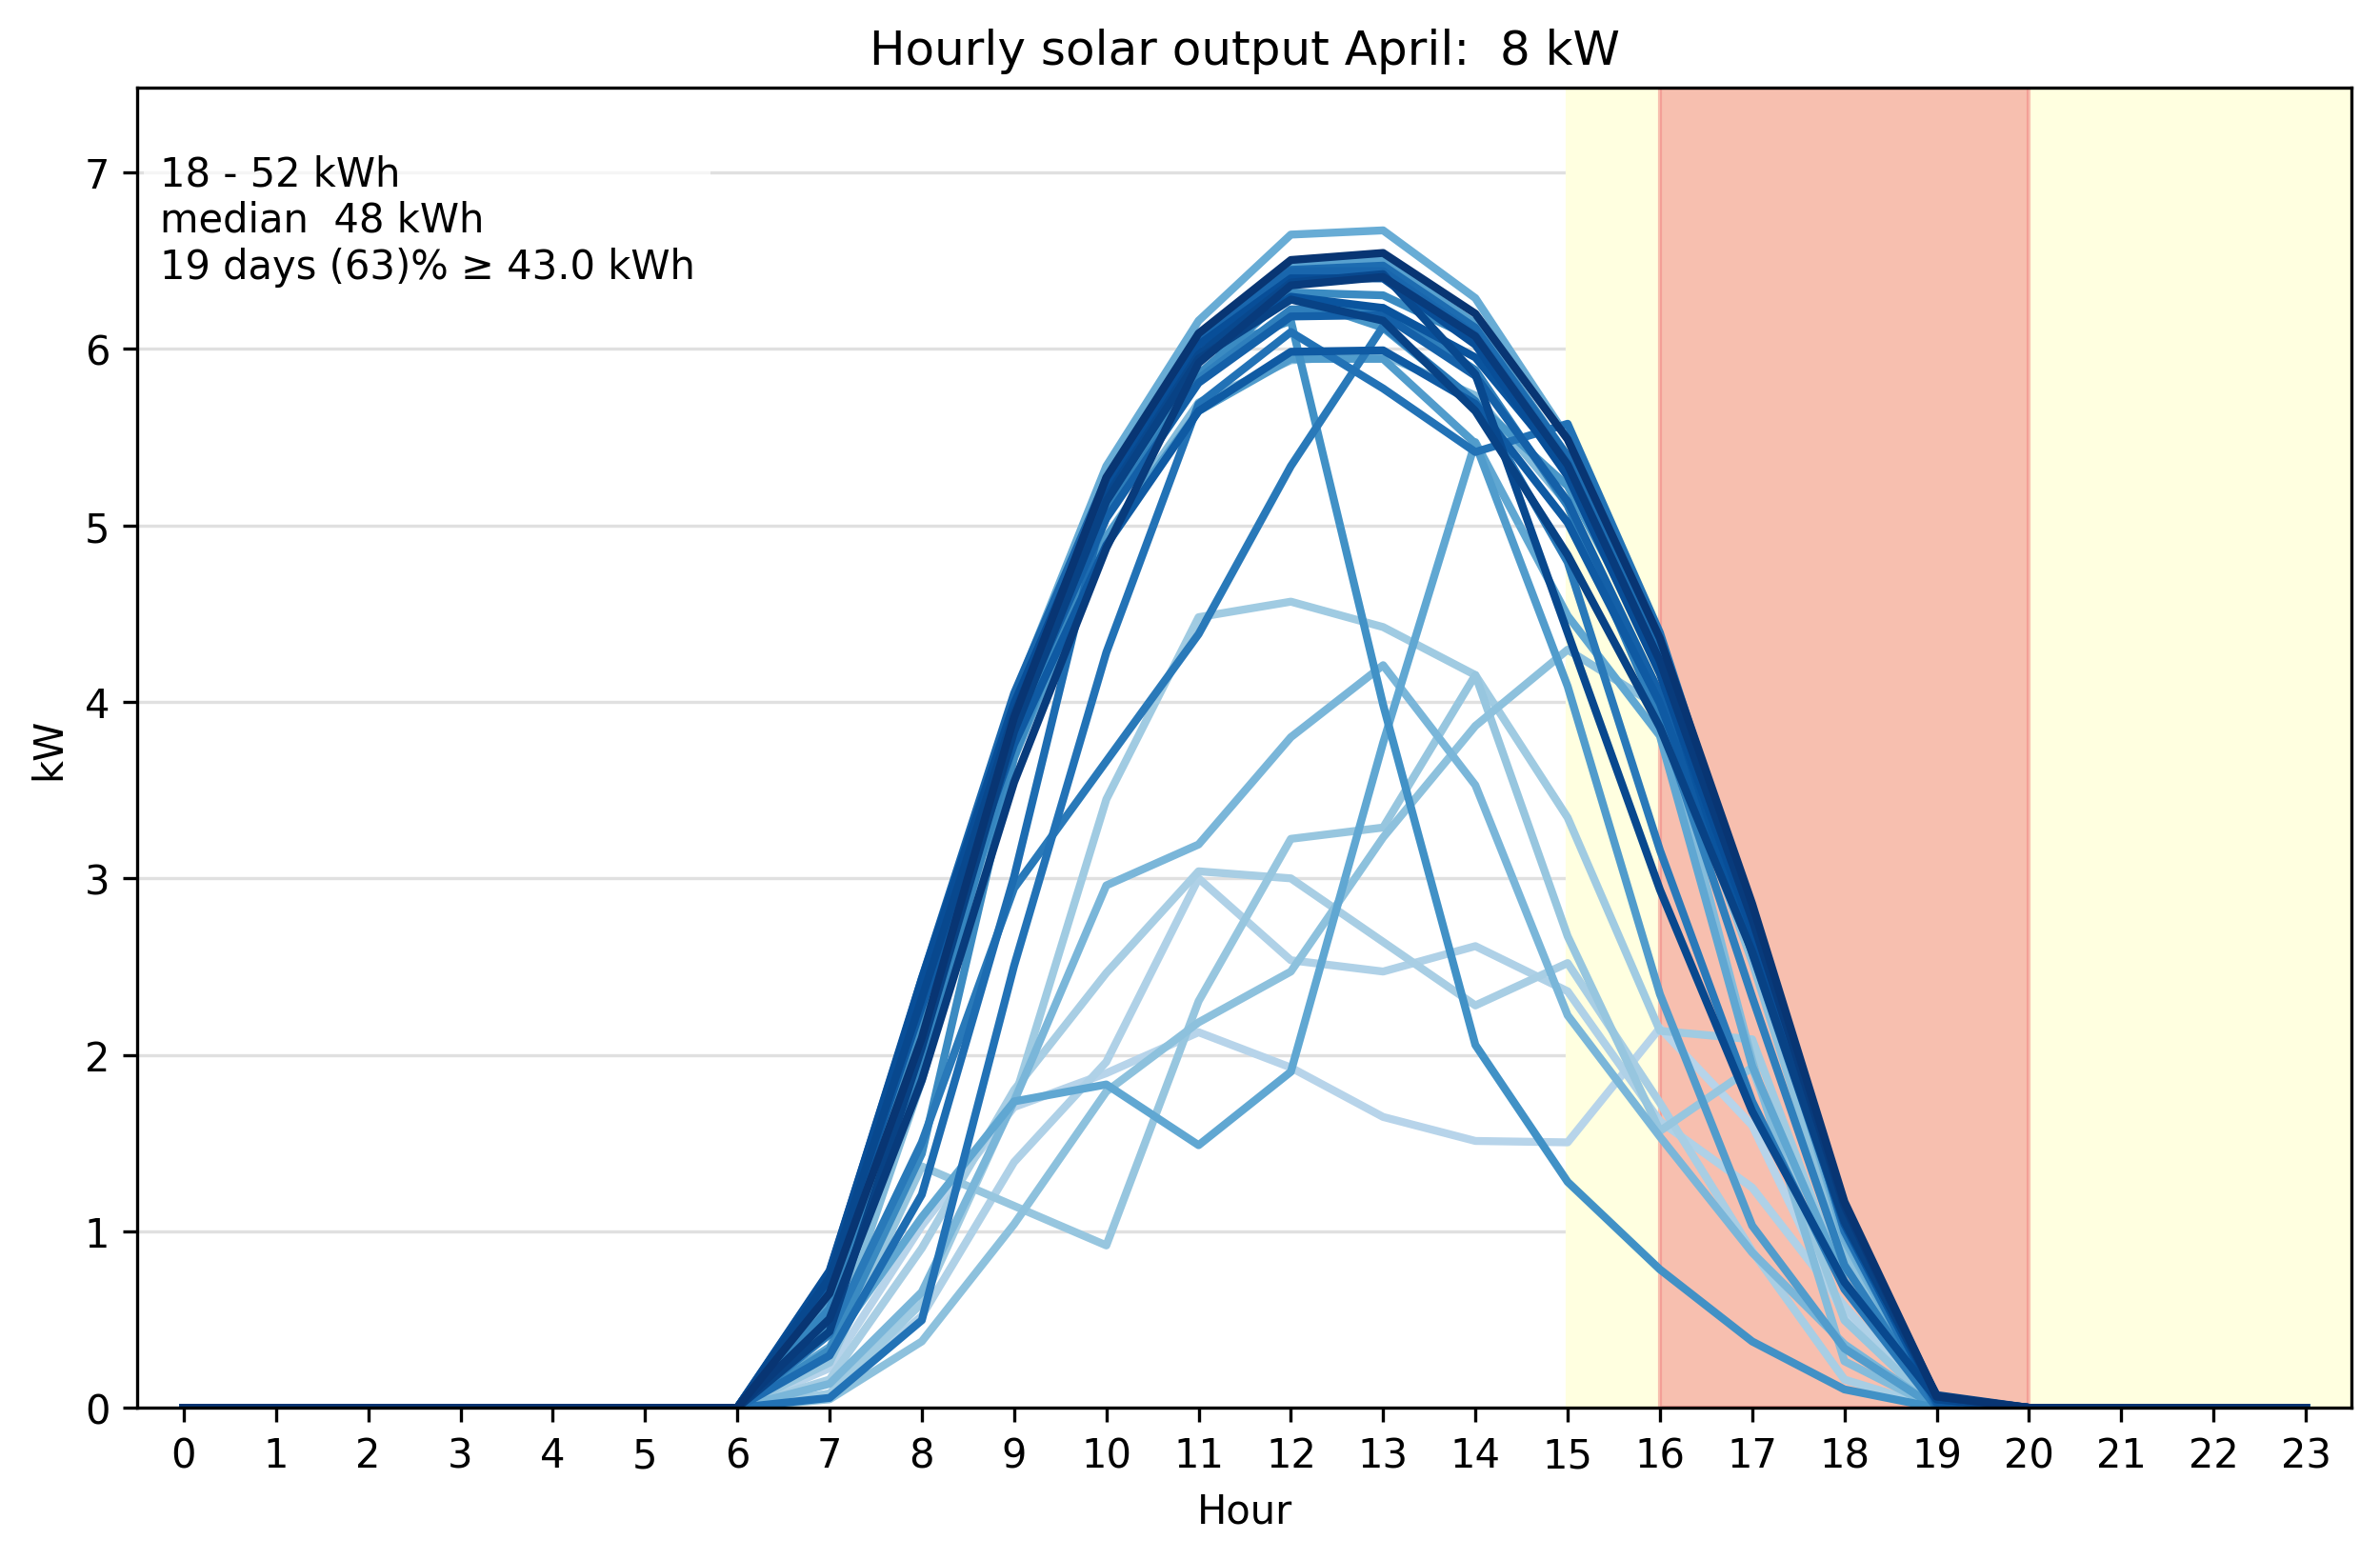 Hourly solar output April:  8 kW
18 - 52 kWh
median  48 kWh
19 days (63)% ≥ 43.0 kWh
7
6
5
4
3
2
1
0
kW
0 1 2 3 4 5 6 7 8 9 10 11 12 13 14 15 16 17 18 19 20 21 22 23
Hour